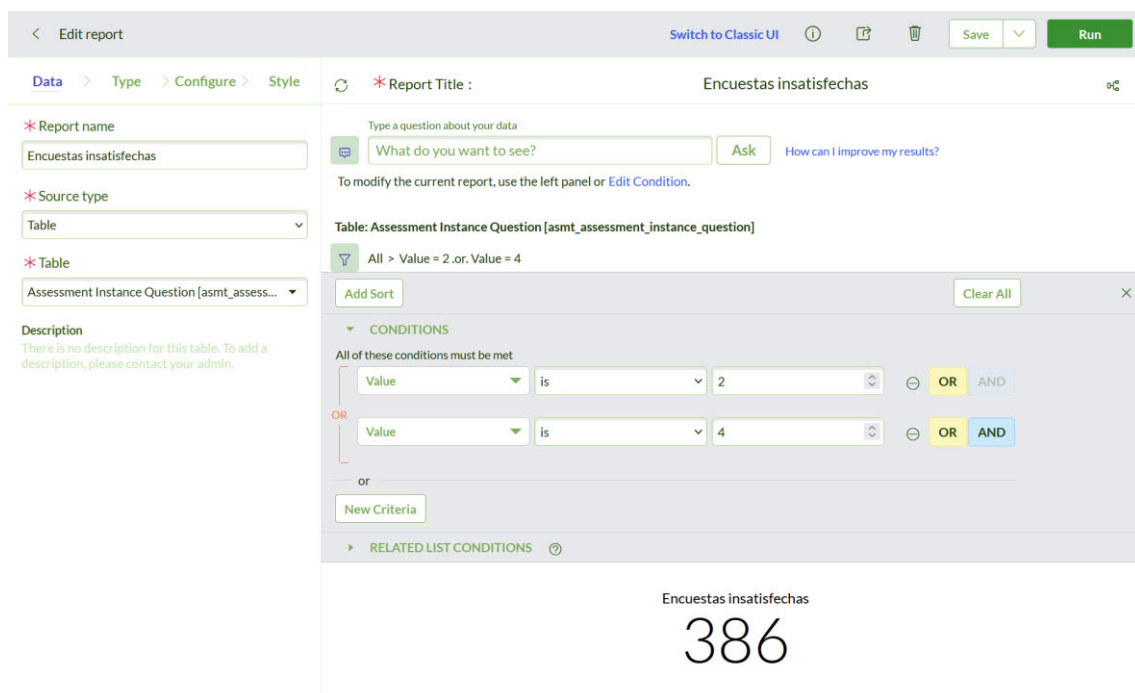 Edit report
Switch to Classic UI
Save
Run
Data Type Configure Style
Report Title : Encuestas insatisfechas
Report name
Encuestas insatisfechas
Source type
Table
Table
Assessment Instance Question [asmt_assess...
Description
There is no description for this table. To add a
description, please contact your admin.
Type a question about your data
What do you want to see?
Ask
How can I improve my results?
To modify the current report, use the left panel or Edit Condition.
Table: Assessment Instance Question [asmt_assessment_instance_question]
All > Value = 2 .or. Value = 4
Add Sort
Clear All
CONDITIONS
All of these conditions must be met
Value is 2 OR AND
OR
Value is 4 OR AND
or
New Criteria
RELATED LIST CONDITIONS
Encuestas insatisfechas
386